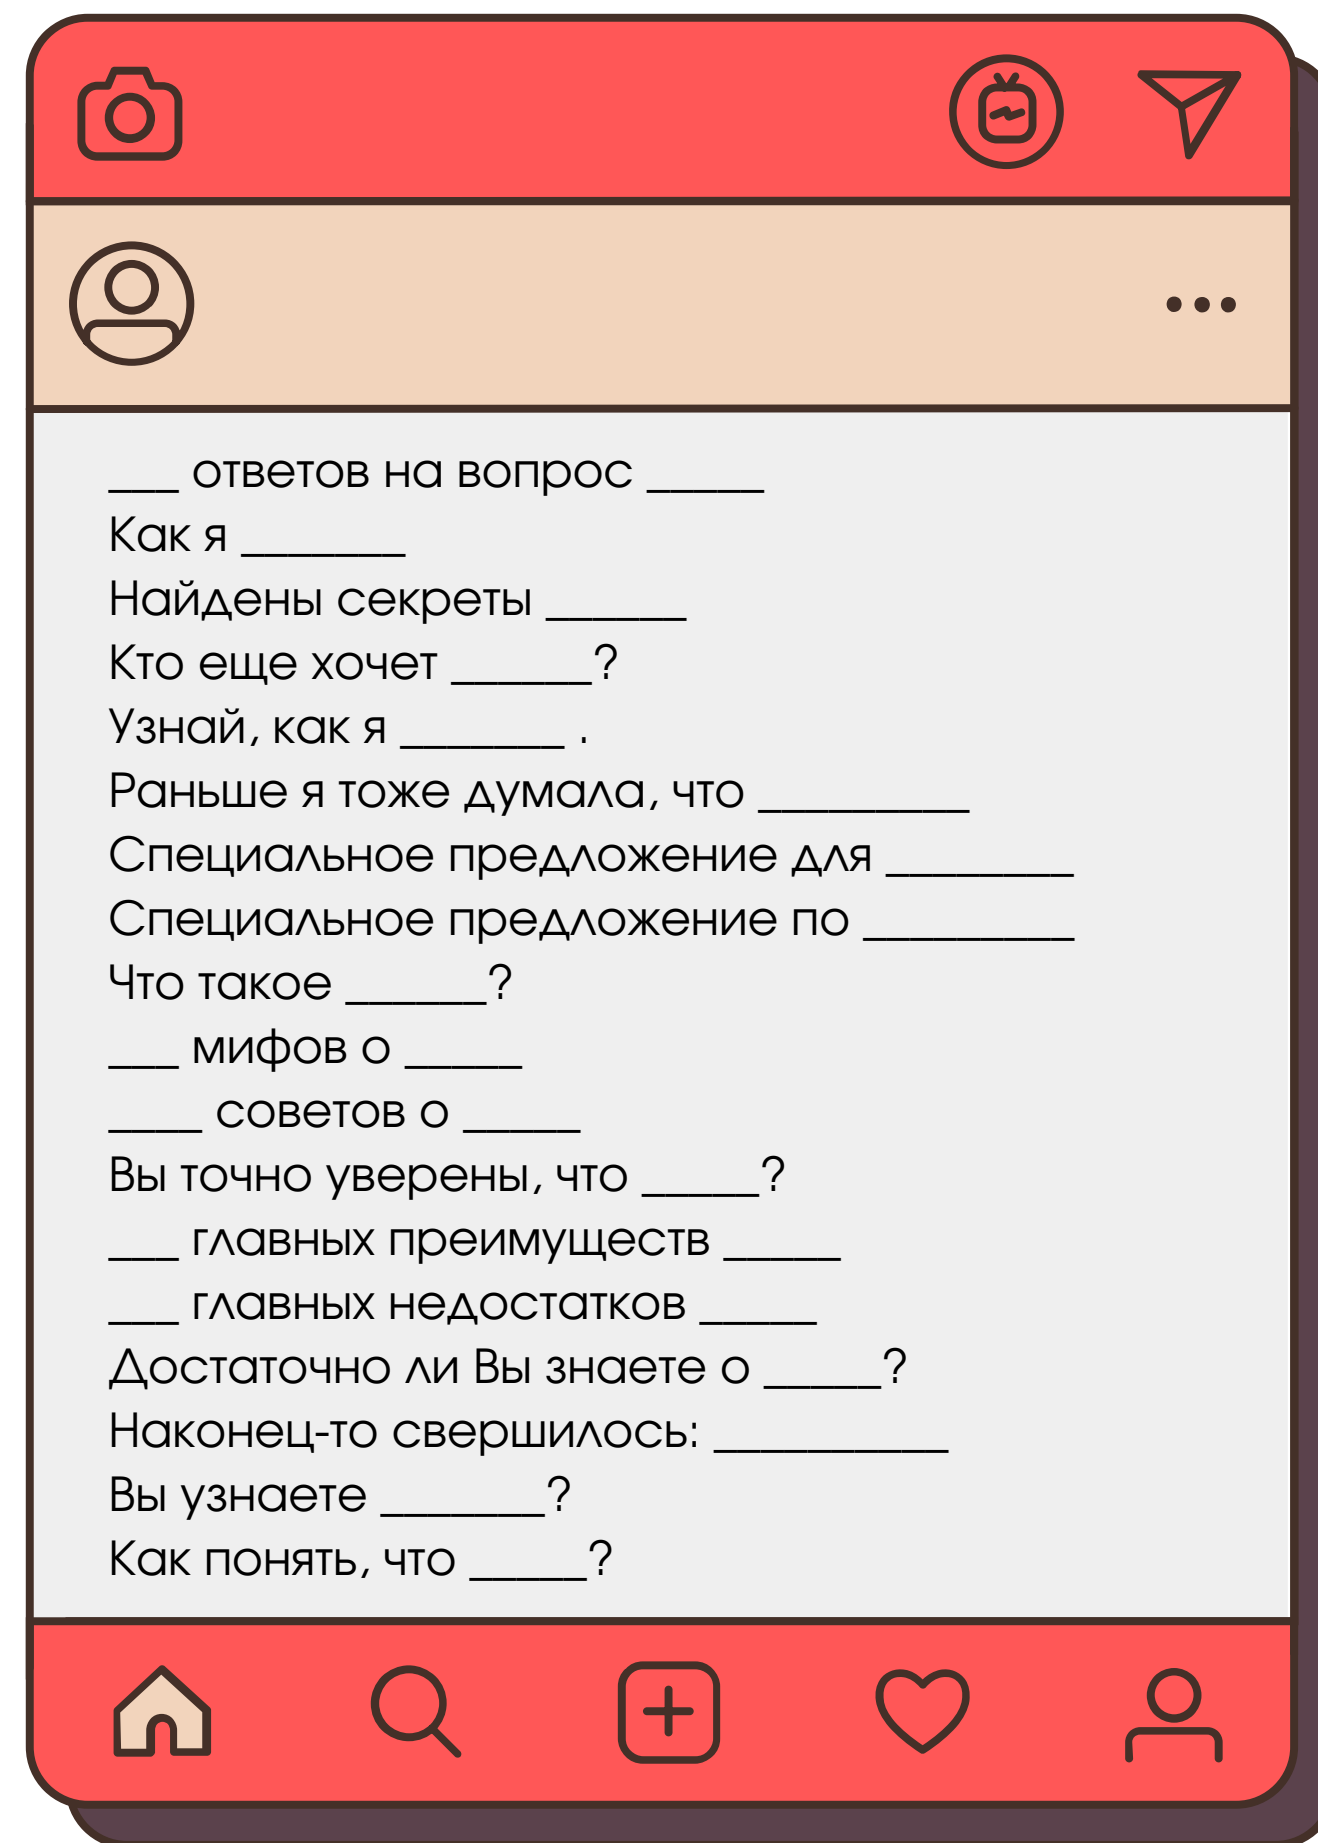 ___ ответов на вопрос _____
Как я _______
Найдены секреты ______
Кто еще хочет ______?
Узнай, как я _______ .
Раньше я тоже думала, что _________
Специальное предложение для ________
Специальное предложение по _________
Что такое ______?
___ мифов о _____
____ советов о _____
Вы точно уверены, что _____?
___ главных преимуществ _____
___ главных недостатков _____
Достаточно ли Вы знаете о _____?
Наконец-то свершилось: __________
Вы узнаете _______?
Как понять, что _____?